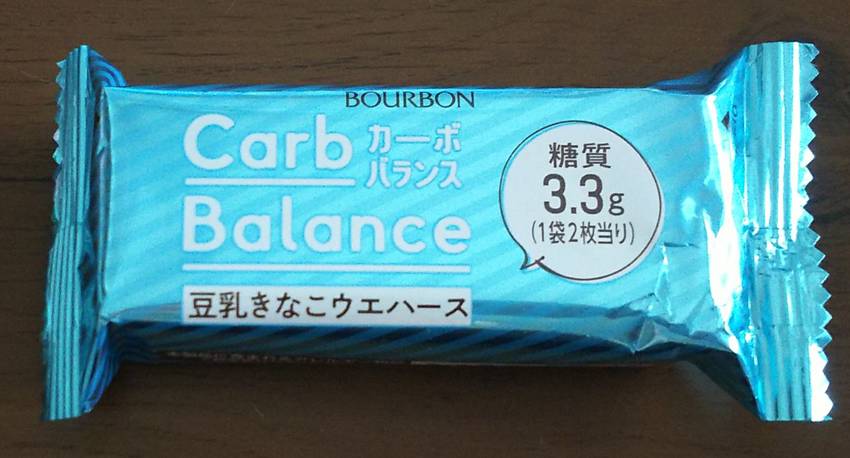 BOURBON
Carb
カーボ
バランス
Balance
豆乳きなこウエハース
糖質
3.3g
(1袋2枚当り)